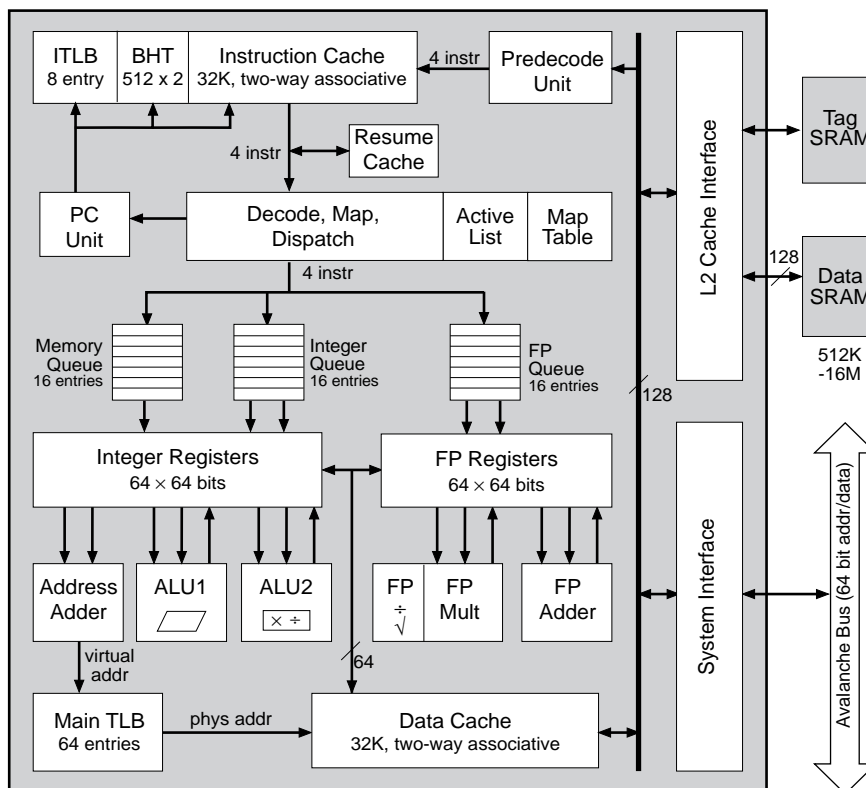 ITLB
8 entry
BHT
512 x 2
Instruction Cache
32K, two-way associative
4 instr
Predecode
Unit
4 instr
Resume
Cache
PC
Unit
Decode, Map,
Dispatch
Active
List
Map
Table
4 instr
Memory
Queue
16 entries
Integer
Queue
16 entries
FP
Queue
16 entries
128
Integer Registers
64 × 64 bits
FP Registers
64 × 64 bits
Address
Adder
ALU1
ALU2
× ÷
FP
÷
√
FP
Mult
FP
Adder
virtual
addr
64
Main TLB
64 entries
phys addr
Data Cache
32K, two-way associative
L2 Cache Interface
System Interface
Tag
SRAM
128
Data
SRAM
512K
-16M
Avalanche Bus (64 bit addr/data)